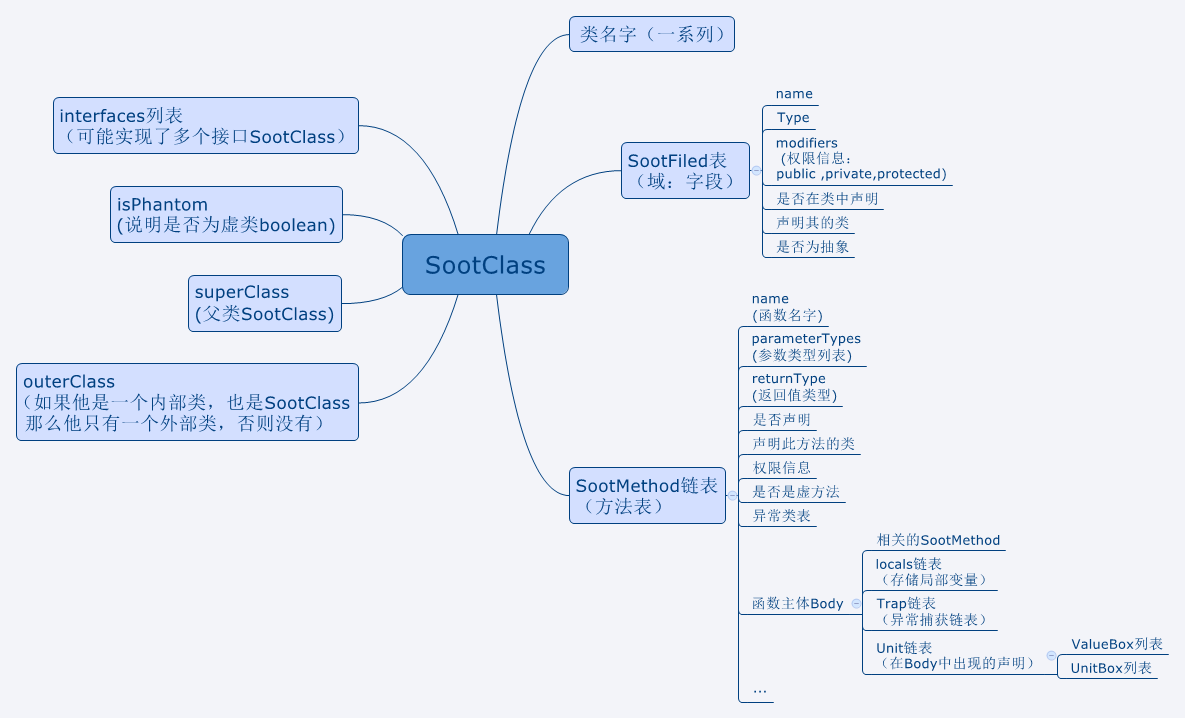 类名字（一系列）
interfaces列表
（可能实现了多个接口SootClass）
isPhantom
(说明是否为虚类boolean)
superClass
(父类SootClass)
outerClass
（如果他是一个内部类，也是SootClass
那么他只有一个外部类，否则没有）
SootClass
SootFiled表
（域：字段）
name
Type
modifiers
(权限信息：
public ,private,protected)
是否在类中声明
声明其的类
是否为抽象
SootMethod链表
（方法表）
name
(函数名字)
parameterTypes
(参数类型列表)
returnType
(返回值类型)
是否声明
声明此方法的类
权限信息
是否是虚方法
异常类表
函数主体Body
相关的SootMethod
locals链表
（存储局部变量）
Trap链表
（异常捕获链表）
Unit链表
（在Body中出现的声明）
ValueBox列表
UnitBox列表
...